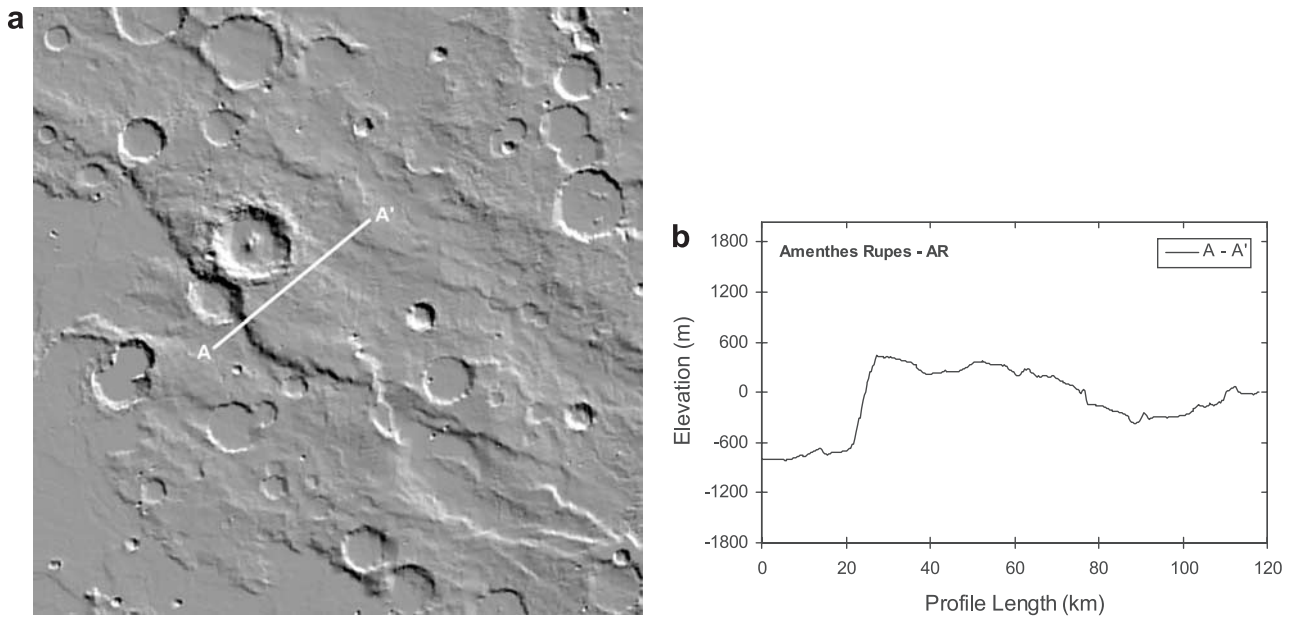 a
A'
A
b
Amenthes Rupes - AR
A - A'
1800
1200
600
0
-600
-1200
-1800
Elevation (m)
0 20 40 60 80 100 120
Profile Length (km)